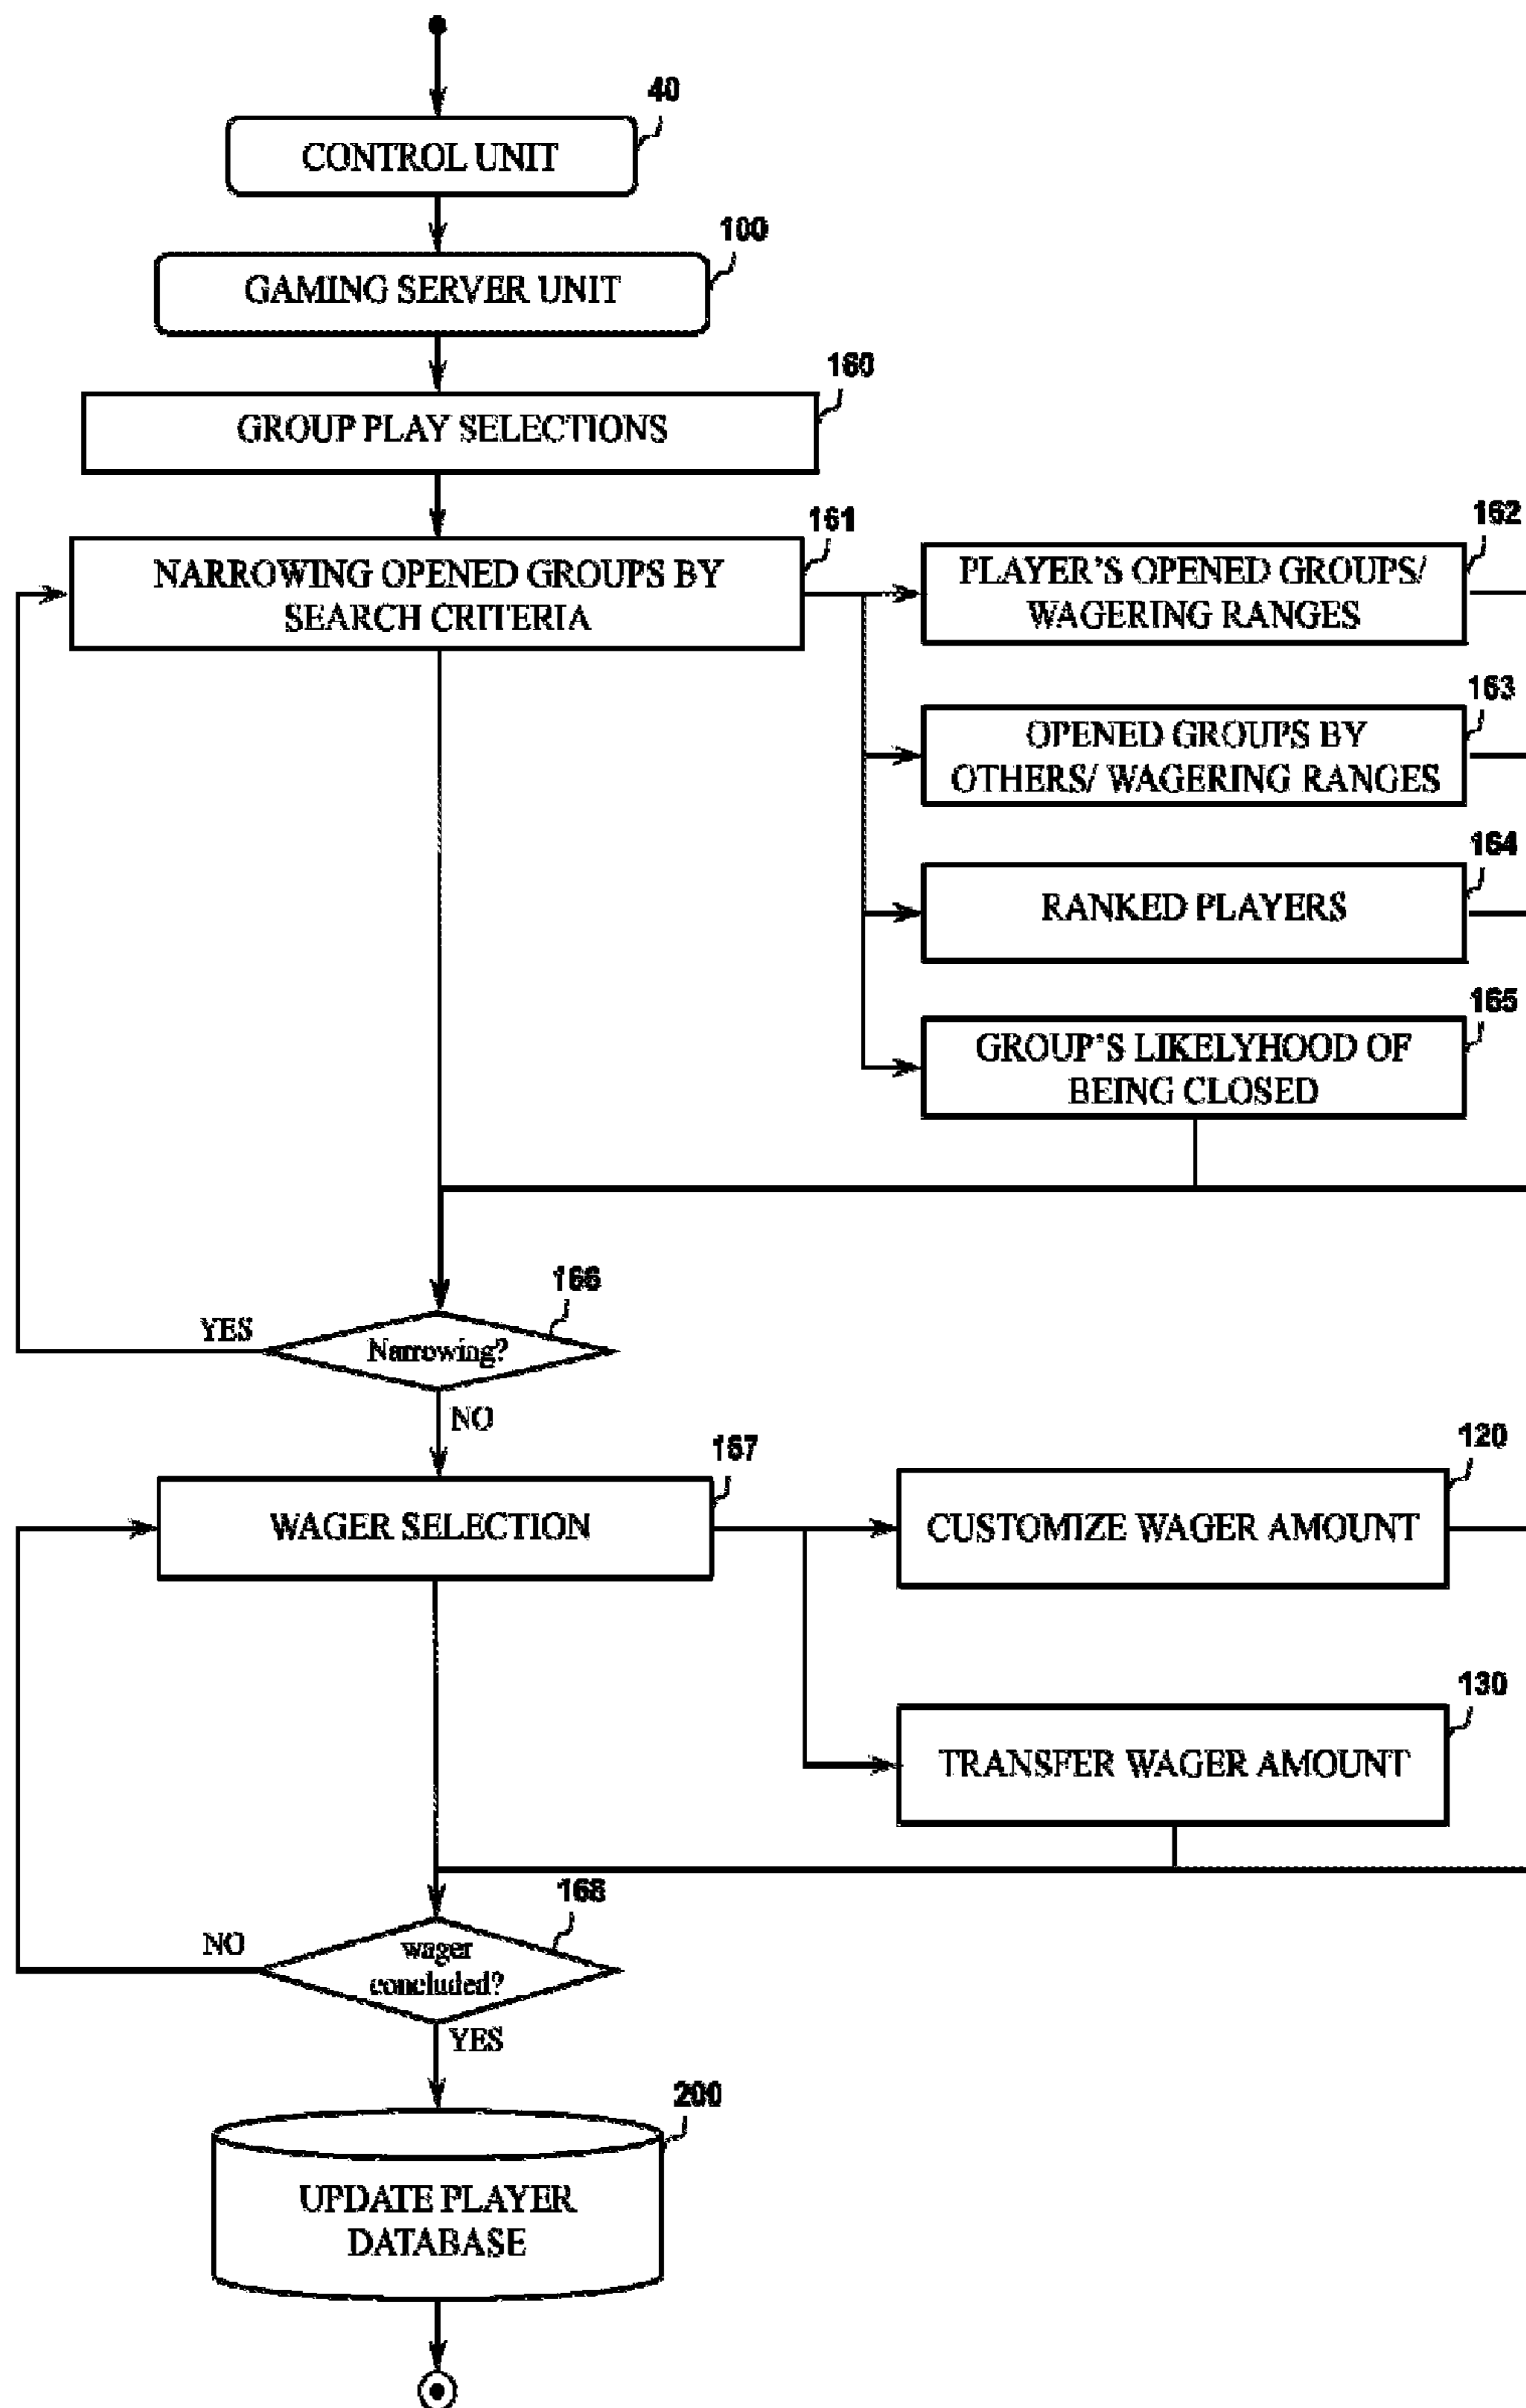 40
CONTROL UNIT
100
GAMING SERVER UNIT
160
GROUP PLAY SELECTIONS
161
NARROWING OPENED GROUPS BY
SEARCH CRITERIA
162
PLAYER'S OPENED GROUPS/
WAGERING RANGES
163
OPENED GROUPS BY
OTHERS/ WAGERING RANGES
164
RANKED PLAYERS
165
GROUP'S LIKELYHOOD OF
BEING CLOSED
166
YES
Narrowing?
NO
167
WAGER SELECTION
120
CUSTOMIZE WAGER AMOUNT
130
TRANSFER WAGER AMOUNT
168
NO
wager
concluded?
YES
200
UPDATE PLAYER
DATABASE